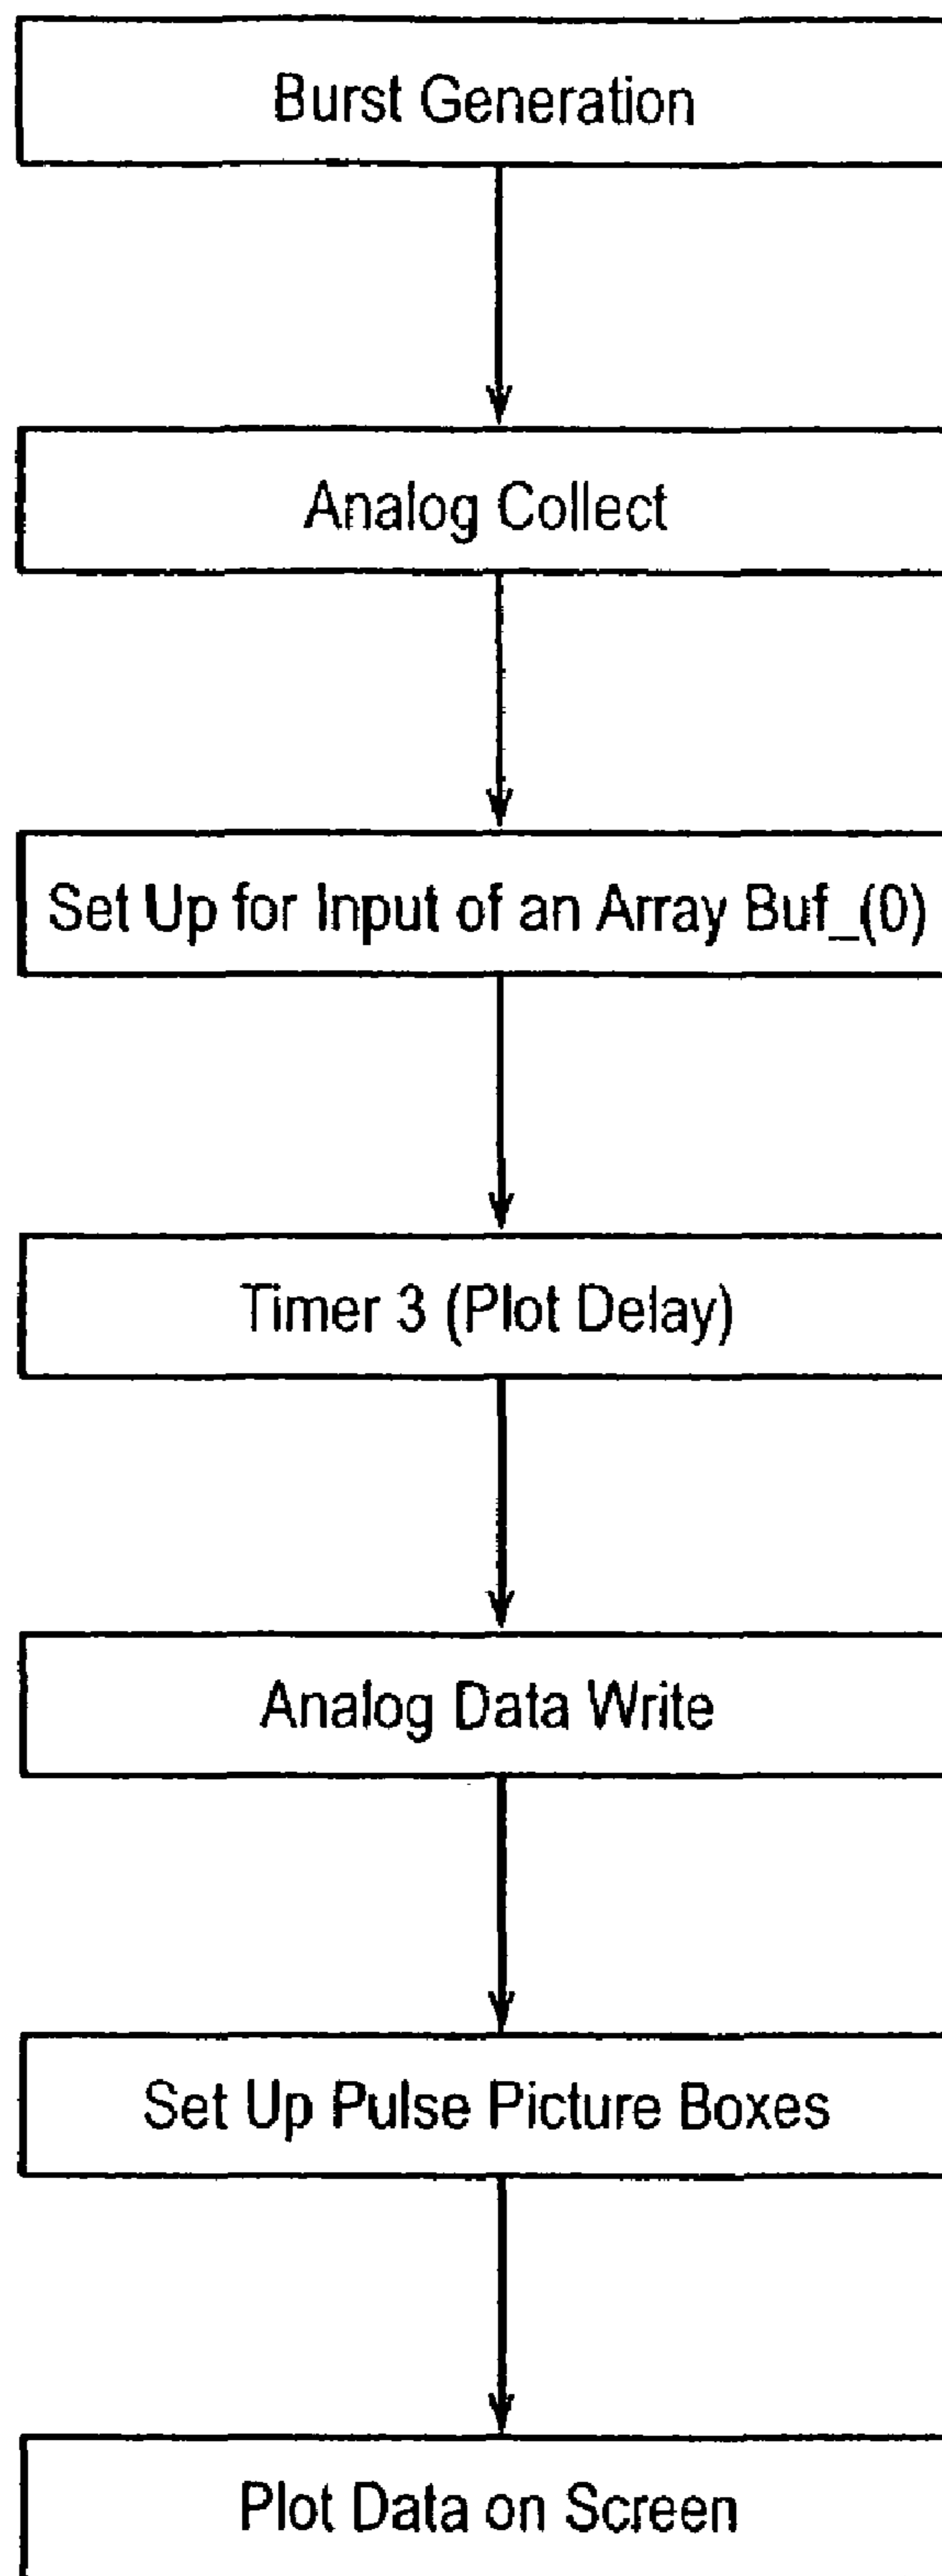 Burst Generation
Analog Collect
Set Up for Input of an Array Buf_(0)
Timer 3 (Plot Delay)
Analog Data Write
Set Up Pulse Picture Boxes
Plot Data on Screen